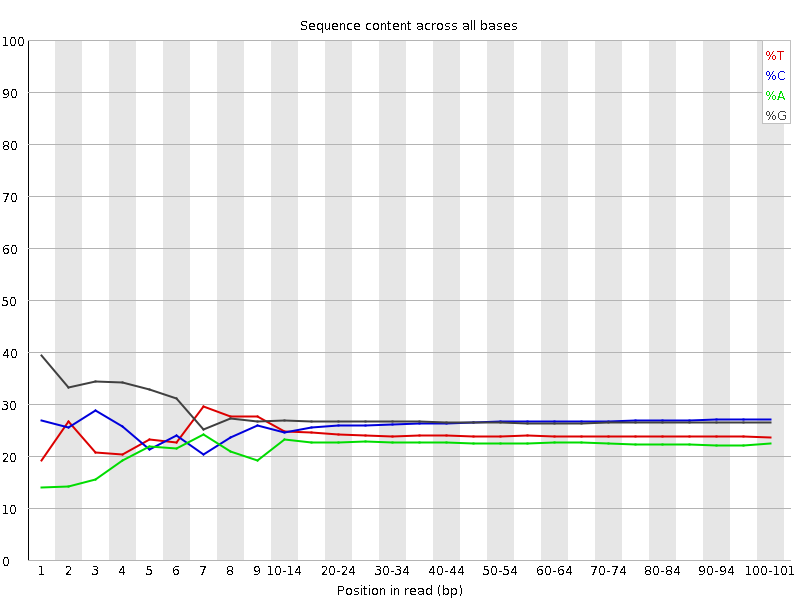 Sequence content across all bases
100
90
80
70
60
50
40
30
20
10
0
%T
%C
%A
%G
1 2 3 4 5 6 7 8 9 10-14 20-24 30-34 40-44 50-54 60-64 70-74 80-84 90-94 100-101
Position in read (bp)